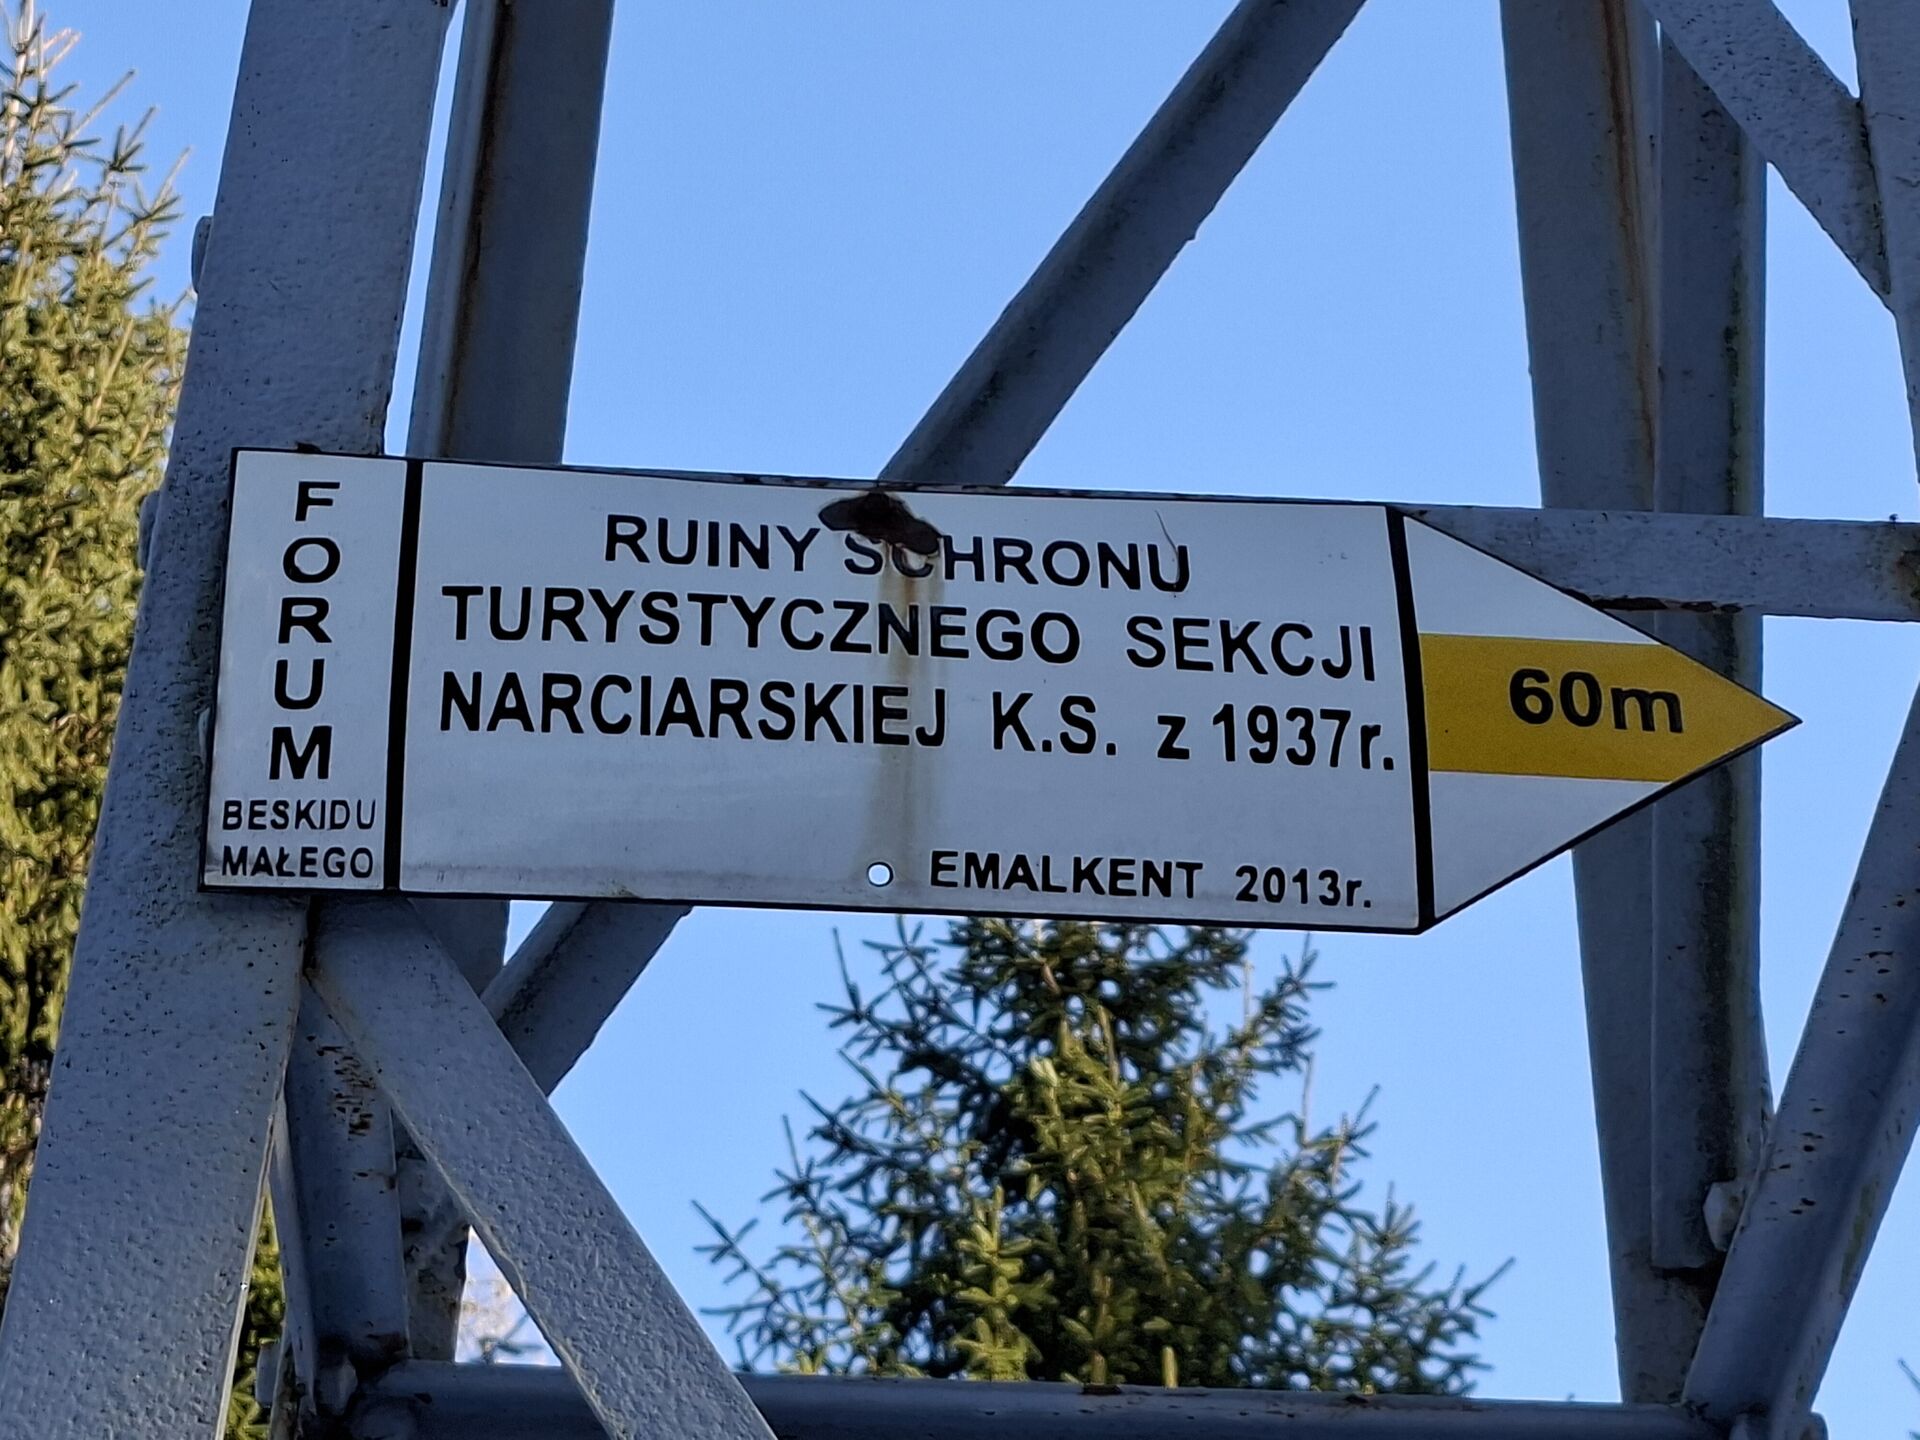 FORUM
BESKIDU
MAŁEGO
RUINY SCHRONU
TURYSTYCZNEGO SEKCJI
NARCIARSKIEJ K.S. z 1937r.
EMALKENT 2013r.
60m